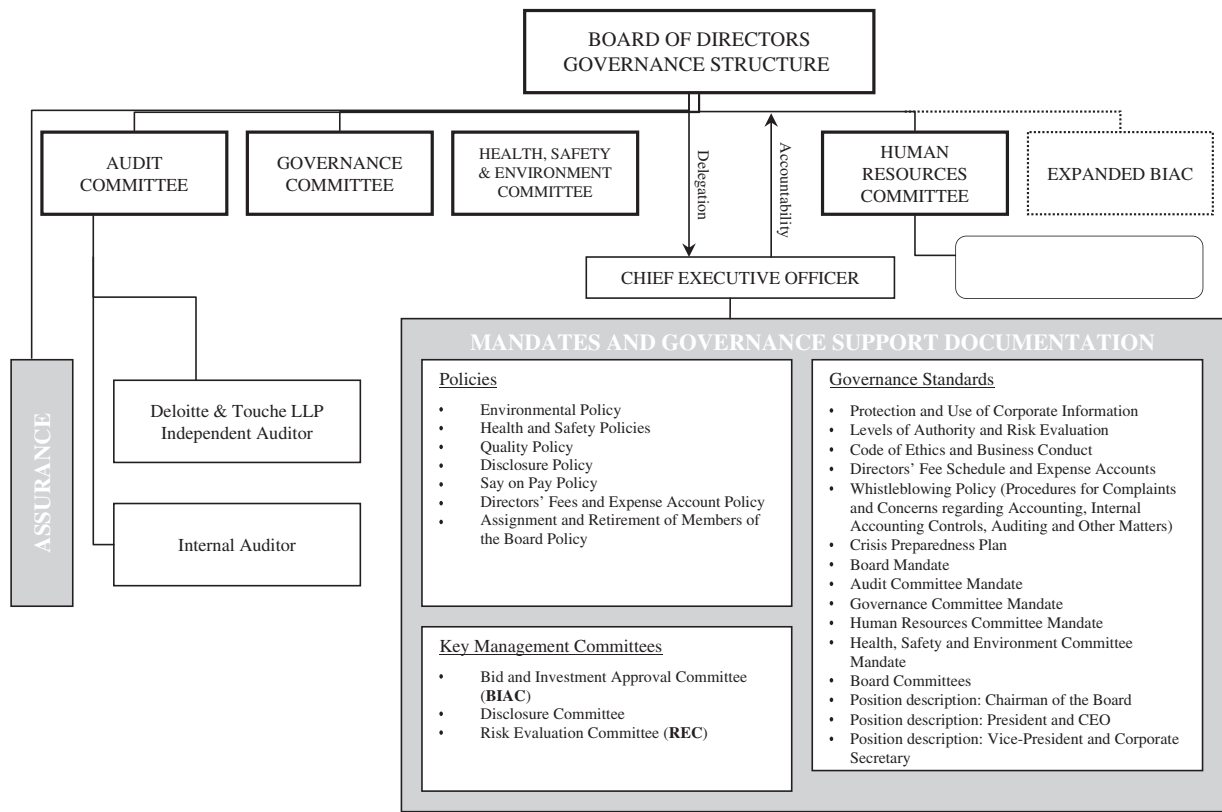 BOARD OF DIRECTORS
GOVERNANCE STRUCTURE
AUDIT
COMMITTEE
GOVERNANCE
COMMITTEE
HEALTH, SAFETY
& ENVIRONMENT
COMMITTEE
Delegation
Accountability
HUMAN
RESOURCES
COMMITTEE
EXPANDED BIAC
CHIEF EXECUTIVE OFFICER
ASSURANCE
Deloitte & Touche LLP
Independent Auditor
Internal Auditor
MANDATES AND GOVERNANCE SUPPORT DOCUMENTATION
Policies
• Environmental Policy
• Health and Safety Policies
• Quality Policy
• Disclosure Policy
• Say on Pay Policy
• Directors' Fees and Expense Account Policy
• Assignment and Retirement of Members of
the Board Policy
Key Management Committees
• Bid and Investment Approval Committee
(BIAC)
• Disclosure Committee
• Risk Evaluation Committee (REC)
Governance Standards
• Protection and Use of Corporate Information
• Levels of Authority and Risk Evaluation
• Code of Ethics and Business Conduct
• Directors' Fee Schedule and Expense Accounts
• Whistleblowing Policy (Procedures for Complaints
and Concerns regarding Accounting, Internal
Accounting Controls, Auditing and Other Matters)
• Crisis Preparedness Plan
• Board Mandate
• Audit Committee Mandate
• Governance Committee Mandate
• Human Resources Committee Mandate
• Health, Safety and Environment Committee
Mandate
• Board Committees
• Position description: Chairman of the Board
• Position description: President and CEO
• Position description: Vice-President and Corporate
Secretary